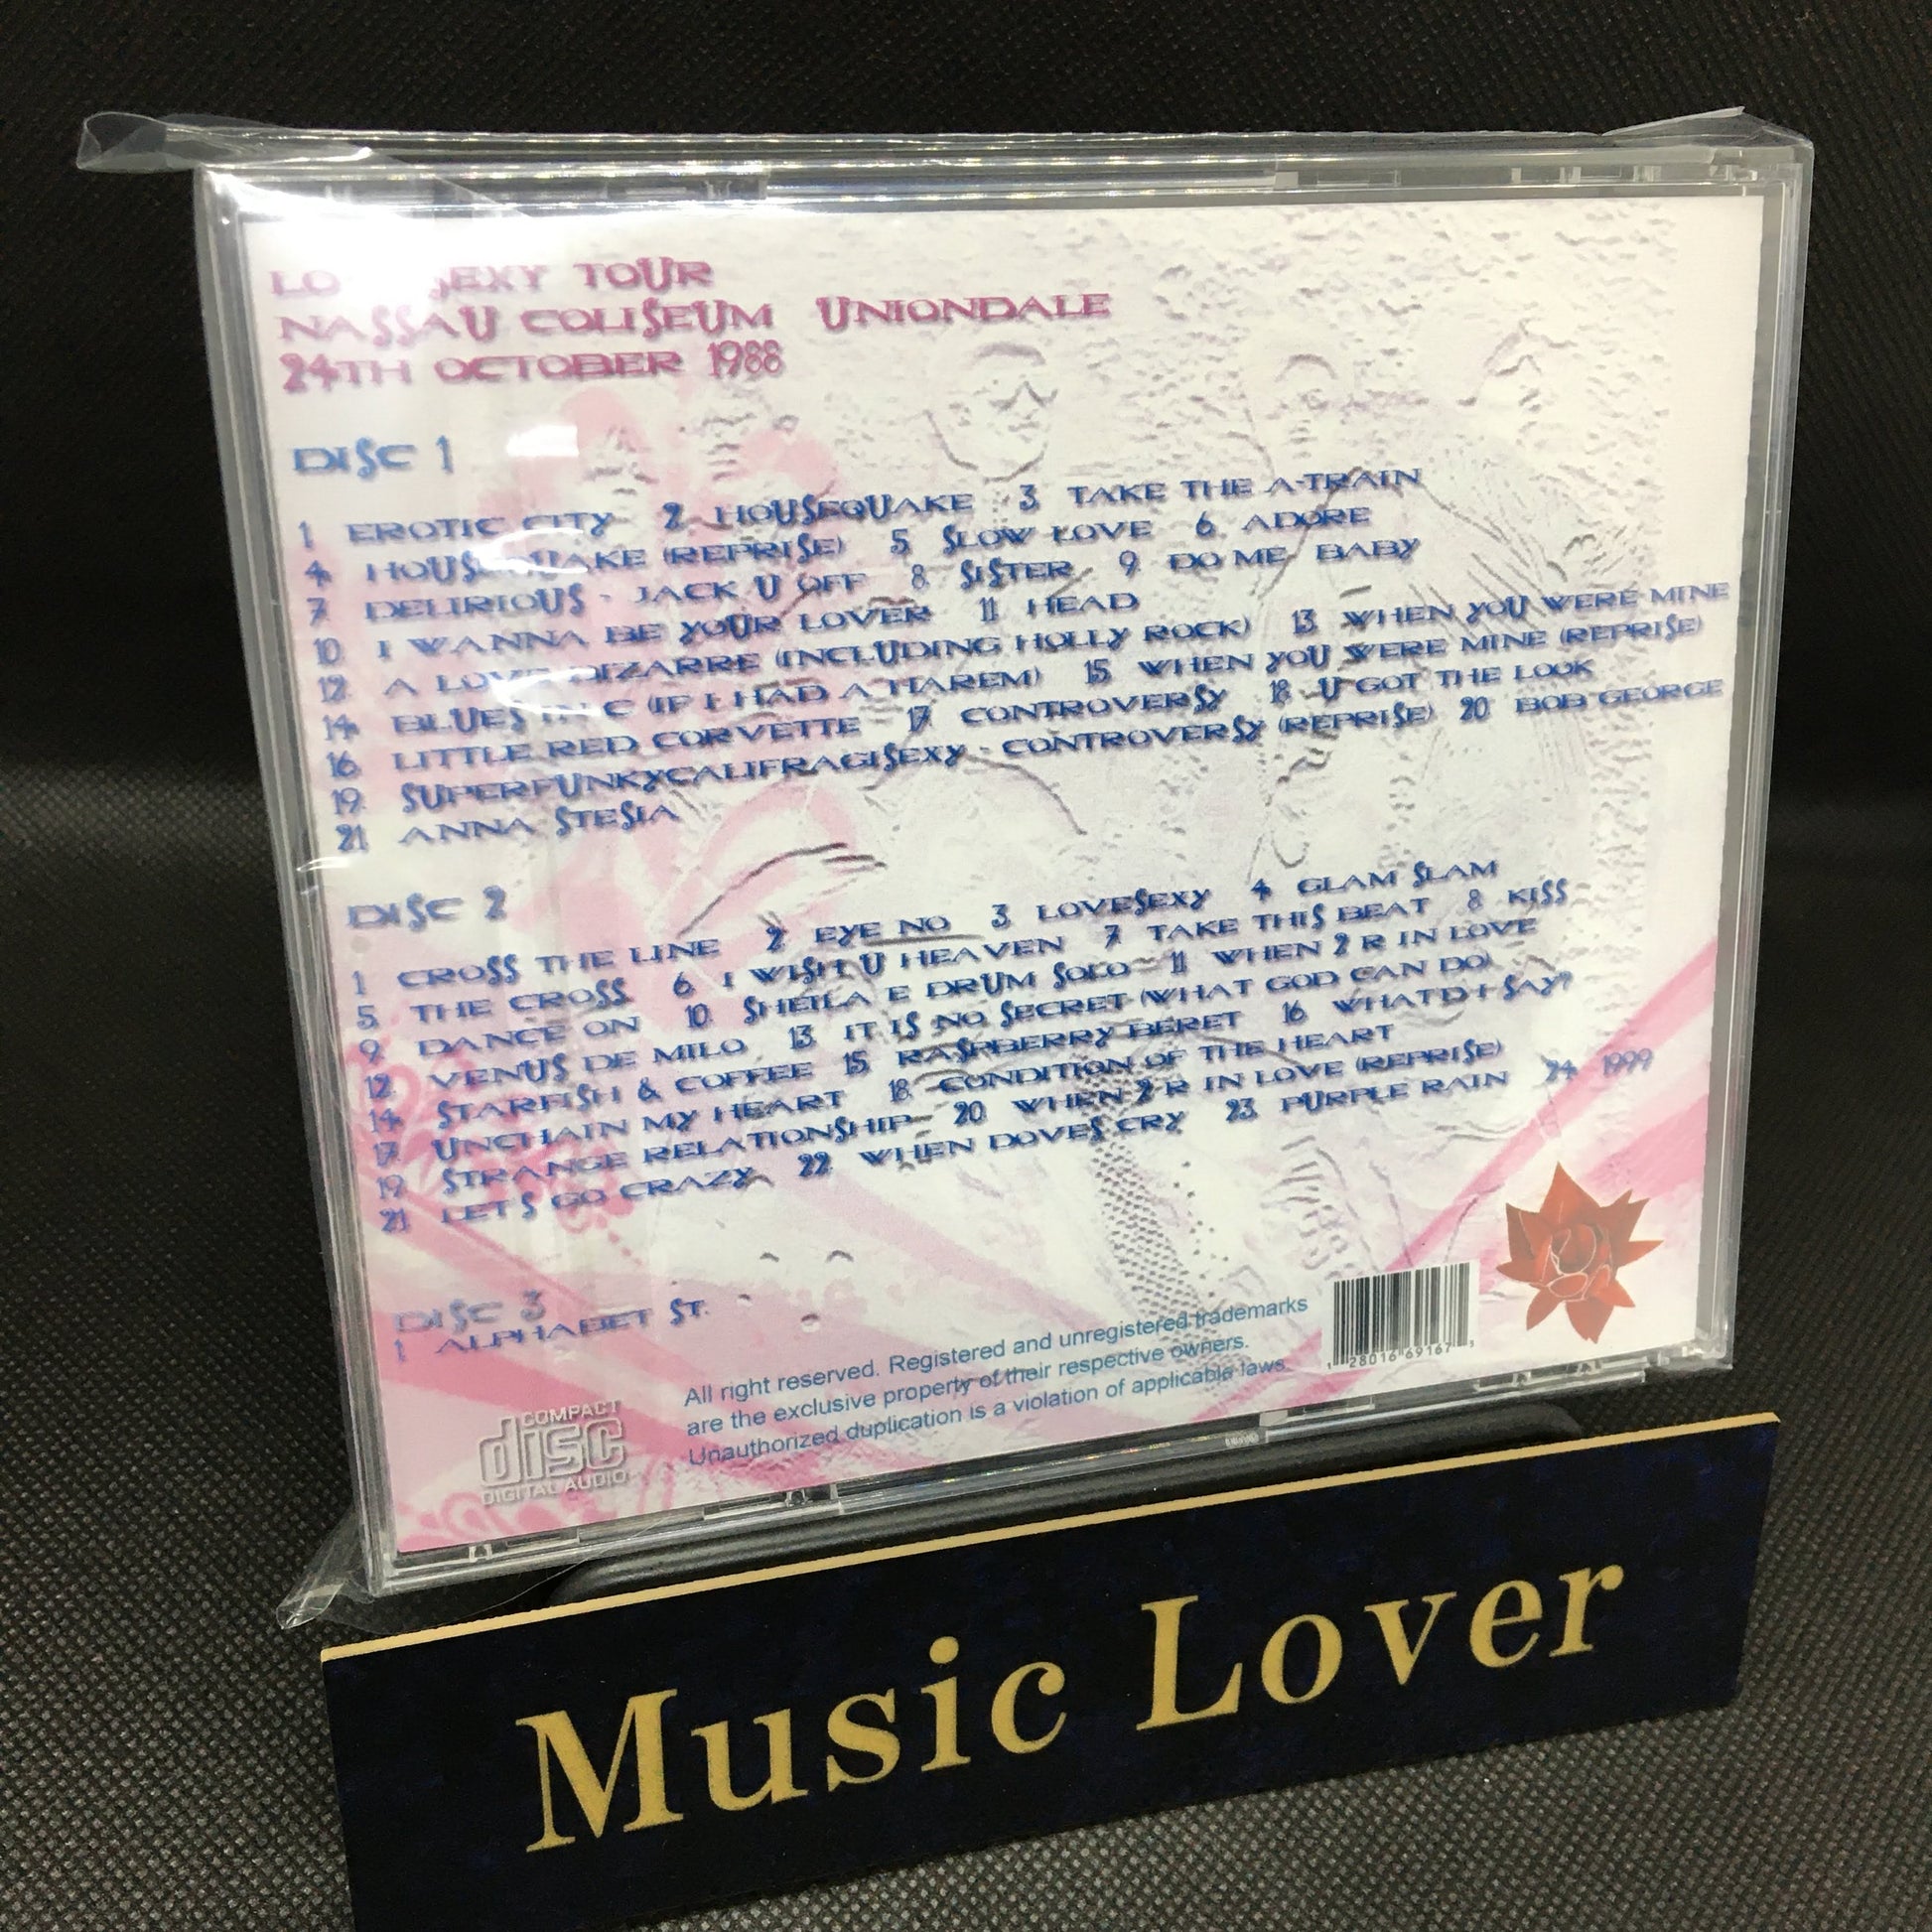 LOVESEXY TOUR
NASSAU COLISEUM UNIONDALE
24TH OCTOBER 1988
DISC 1
1 EROTIC CITY 2 HOUSEQUAKE 3 TAKE THE A-TRAIN
4 HOUSEQUAKE (REPRISE) 5 SLOW LOVE 6 ADORE
7 DELIRIOUS - JACK U OFF 8 SISTER 9 DO ME BABY
10 I WANNA BE YOUR LOVER 11 HEAD
12 A LOVE BIZARRE (INCLUDING HOLLY ROCK) 13 WHEN YOU WERE MINE
14 BLUES IN C (IF I HAD A HAREM) 15 WHEN YOU WERE MINE (REPRISE)
16 LITTLE RED CORVETTE 17 CONTROVERSY 18 U GOT THE LOOK
19 SUPERFUNKYCALIFRAGISEXY - CONTROVERSY (REPRISE) 20 BOB GEORGE
21 ANNA STESIA
DISC 2
1 CROSS THE LINE 2 EYE NO 3 LOVESEXY 4 GLAM SLAM
5 THE CROSS 6 I WISH U HEAVEN 7 TAKE THIS BEAT 8 KISS
9 DANCE ON 10 SHEILA E DRUM SOLO 11 WHEN 2 R IN LOVE
12 VENUS DE MILO 13 IT IS NO SECRET (WHAT GOD CAN DO)
14 STARFISH & COFFEE 15 RASPBERRY BERET 16 WHAT'D I SAY?
17 UNCHAIN MY HEART 18 CONDITION OF THE HEART
19 STRANGE RELATIONSHIP 20 WHEN 2 R IN LOVE (REPRISE)
21 LET'S GO CRAZY 22 WHEN DOVES CRY 23 PURPLE RAIN 24 1999
DISC 3
1 ALPHABET ST.
COMPACT
disc
DIGITAL AUDIO
All right reserved. Registered and unregistered trademarks
are the exclusive property of their respective owners.
Unauthorized duplication is a violation of applicable laws.
1 28016 69167 3
Music Lover